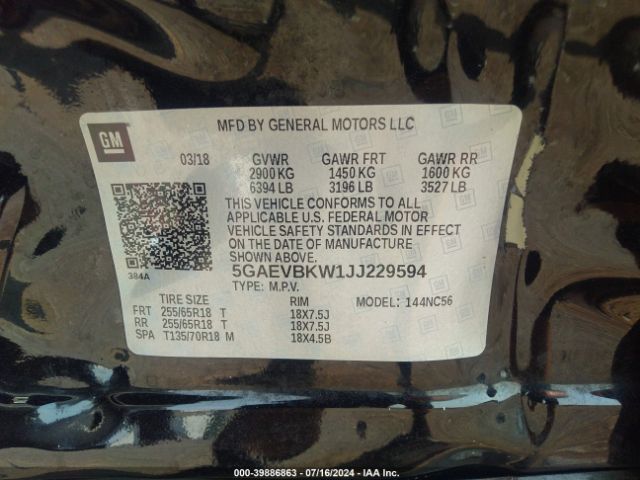 GM
MFD BY GENERAL MOTORS LLC
03/18 GVWR GAWR FRT GAWR RR
2900 KG 1450 KG 1600 KG
6394 LB 3196 LB 3527 LB
THIS VEHICLE CONFORMS TO ALL
APPLICABLE U.S. FEDERAL MOTOR
VEHICLE SAFETY STANDARDS IN EFFECT
ON THE DATE OF MANUFACTURE
SHOWN ABOVE.
384A
5GAEVBKW1JJ229594
TYPE: M.P.V.
TIRE SIZE RIM MODEL: 144NC56
FRT 255/65R18 T 18X7.5J
RR 255/65R18 T 18X7.5J
SPA T135/70R18 M 18X4.5B
000-39886863 / 07/16/2024 - IAA Inc.